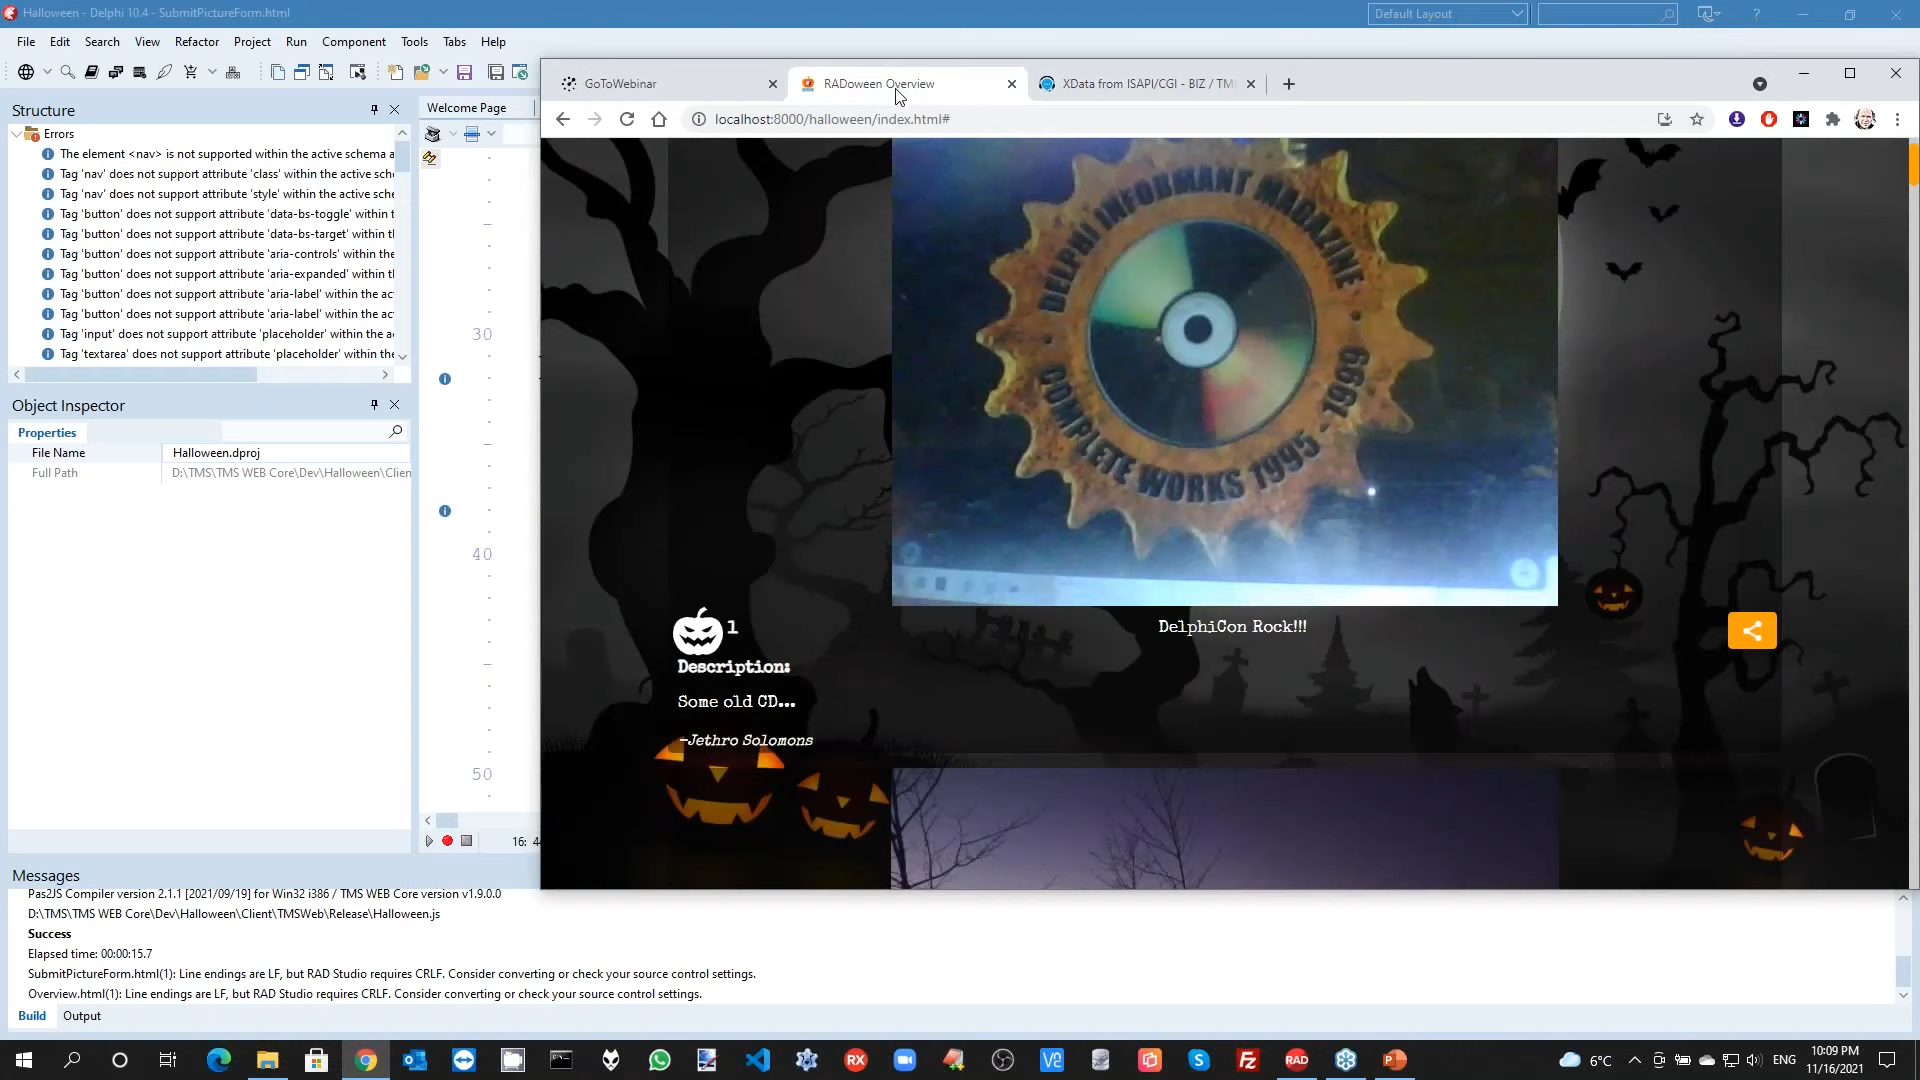 Halloween - Delphi 10.4 - SubmitPictureForm.html
Default Layout
File Edit Search View Refactor Project Run Component Tools Tabs Help
Structure
Errors
The element <nav> is not supported within the active schema a
Tag 'nav' does not support attribute 'class' within the active sche
Tag 'nav' does not support attribute 'style' within the active sche
Tag 'button' does not support attribute 'data-bs-toggle' within t
Tag 'button' does not support attribute 'data-bs-target' within t
Tag 'button' does not support attribute 'aria-controls' within the
Tag 'button' does not support attribute 'aria-expanded' within t
Tag 'button' does not support attribute 'aria-label' within the ac
Tag 'button' does not support attribute 'aria-label' within the ac
Tag 'input' does not support attribute 'placeholder' within the a
Tag 'textarea' does not support attribute 'placeholder' within the
Object Inspector
Properties
File Name Halloween.dproj
Full Path D:\TMS\TMS WEB Core\Dev\Halloween\Clien
Welcome Page
30
40
50
16: 4
GoToWebinar
RADoween Overview
XData from ISAPI/CGI - BIZ / TM
localhost:8000/halloween/index.html#
DELPHI INFORMANT MAGAZINE
COMPLETE WORKS 1995 - 1999
1
DelphiCon Rock!!!
Description:
Some old CD...
-Jethro Solomons
Messages
Pas2JS Compiler version 2.1.1 [2021/09/19] for Win32 i386 / TMS WEB Core version v1.9.0.0
D:\TMS\TMS WEB Core\Dev\Halloween\Client\TMSWeb\Release\Halloween.js
Success
Elapsed time: 00:00:15.7
SubmitPictureForm.html(1): Line endings are LF, but RAD Studio requires CRLF. Consider converting or check your source control settings.
Overview.html(1): Line endings are LF, but RAD Studio requires CRLF. Consider converting or check your source control settings.
Build Output
RX
RAD
6°C
ENG
10:09 PM
11/16/2021